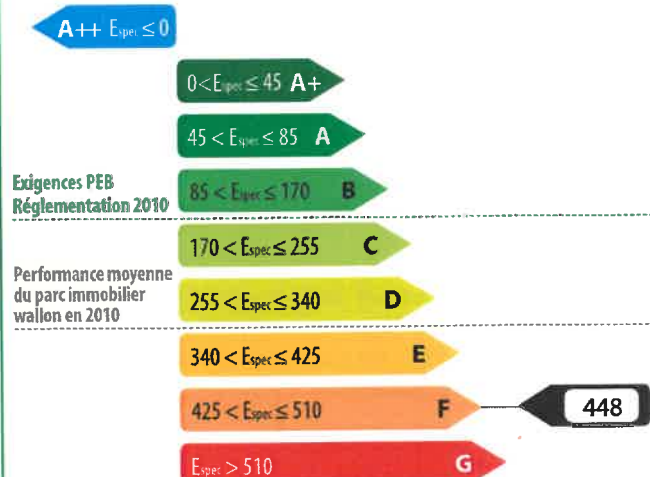 A++ Espec ≤ 0
0 < Espec ≤ 45 A+
45 < Espec ≤ 85 A
Exigences PEB
Réglementation 2010
85 < Espec ≤ 170 B
170 < Espec ≤ 255 C
Performance moyenne
du parc immobilier
wallon en 2010
255 < Espec ≤ 340 D
340 < Espec ≤ 425 E
425 < Espec ≤ 510 F
448
Espec > 510 G